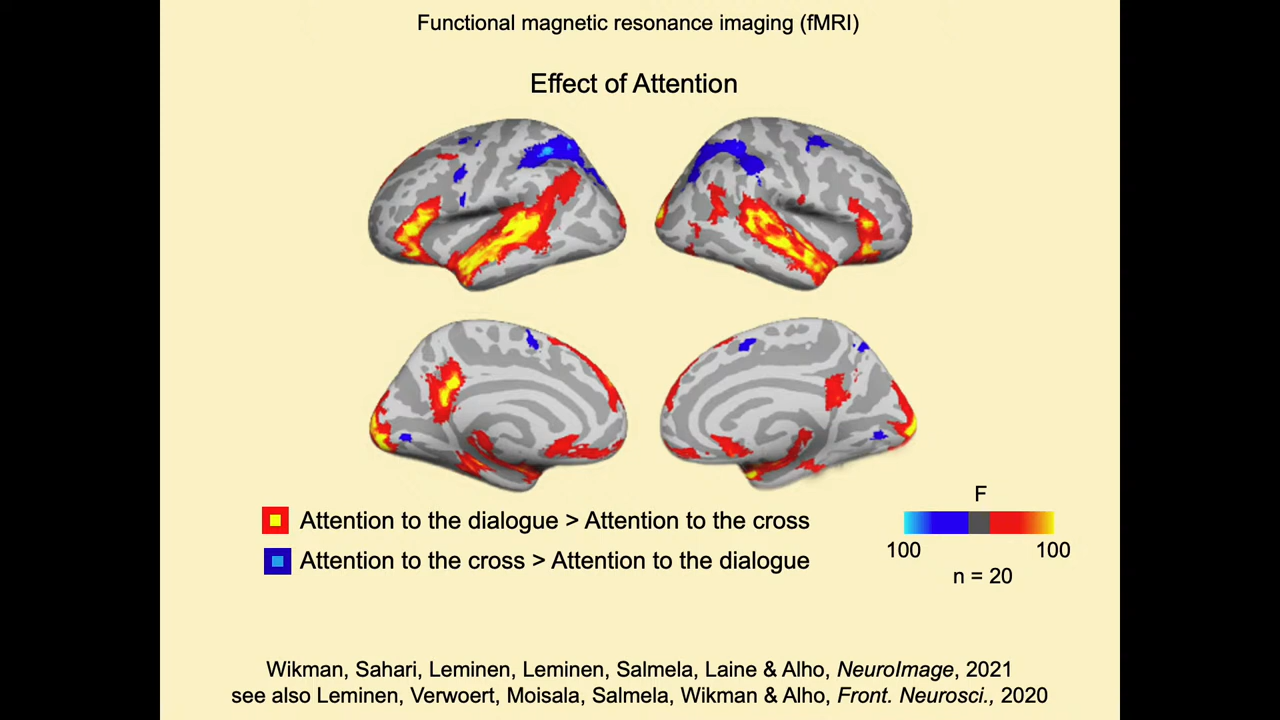 Functional magnetic resonance imaging (fMRI)
Effect of Attention
F
Attention to the dialogue > Attention to the cross
100 100
Attention to the cross > Attention to the dialogue
n = 20
Wikman, Sahari, Leminen, Leminen, Salmela, Laine & Alho, NeuroImage, 2021
see also Leminen, Verwoert, Moisala, Salmela, Wikman & Alho, Front. Neurosci., 2020